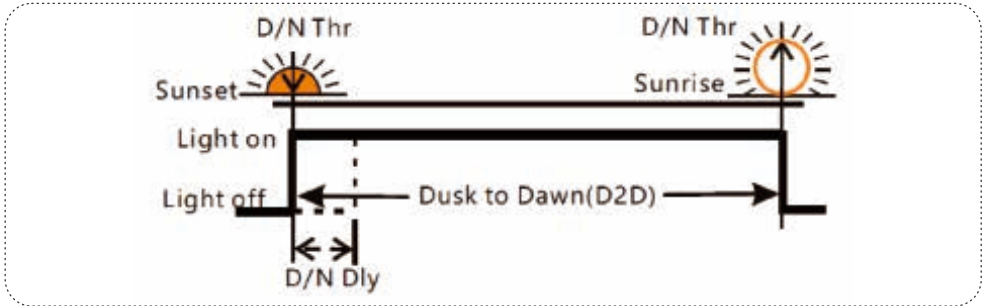 D/N Thr
D/N Thr
Sunset
Sunrise
Light on
Light off
Dusk to Dawn(D2D)
D/N Dly